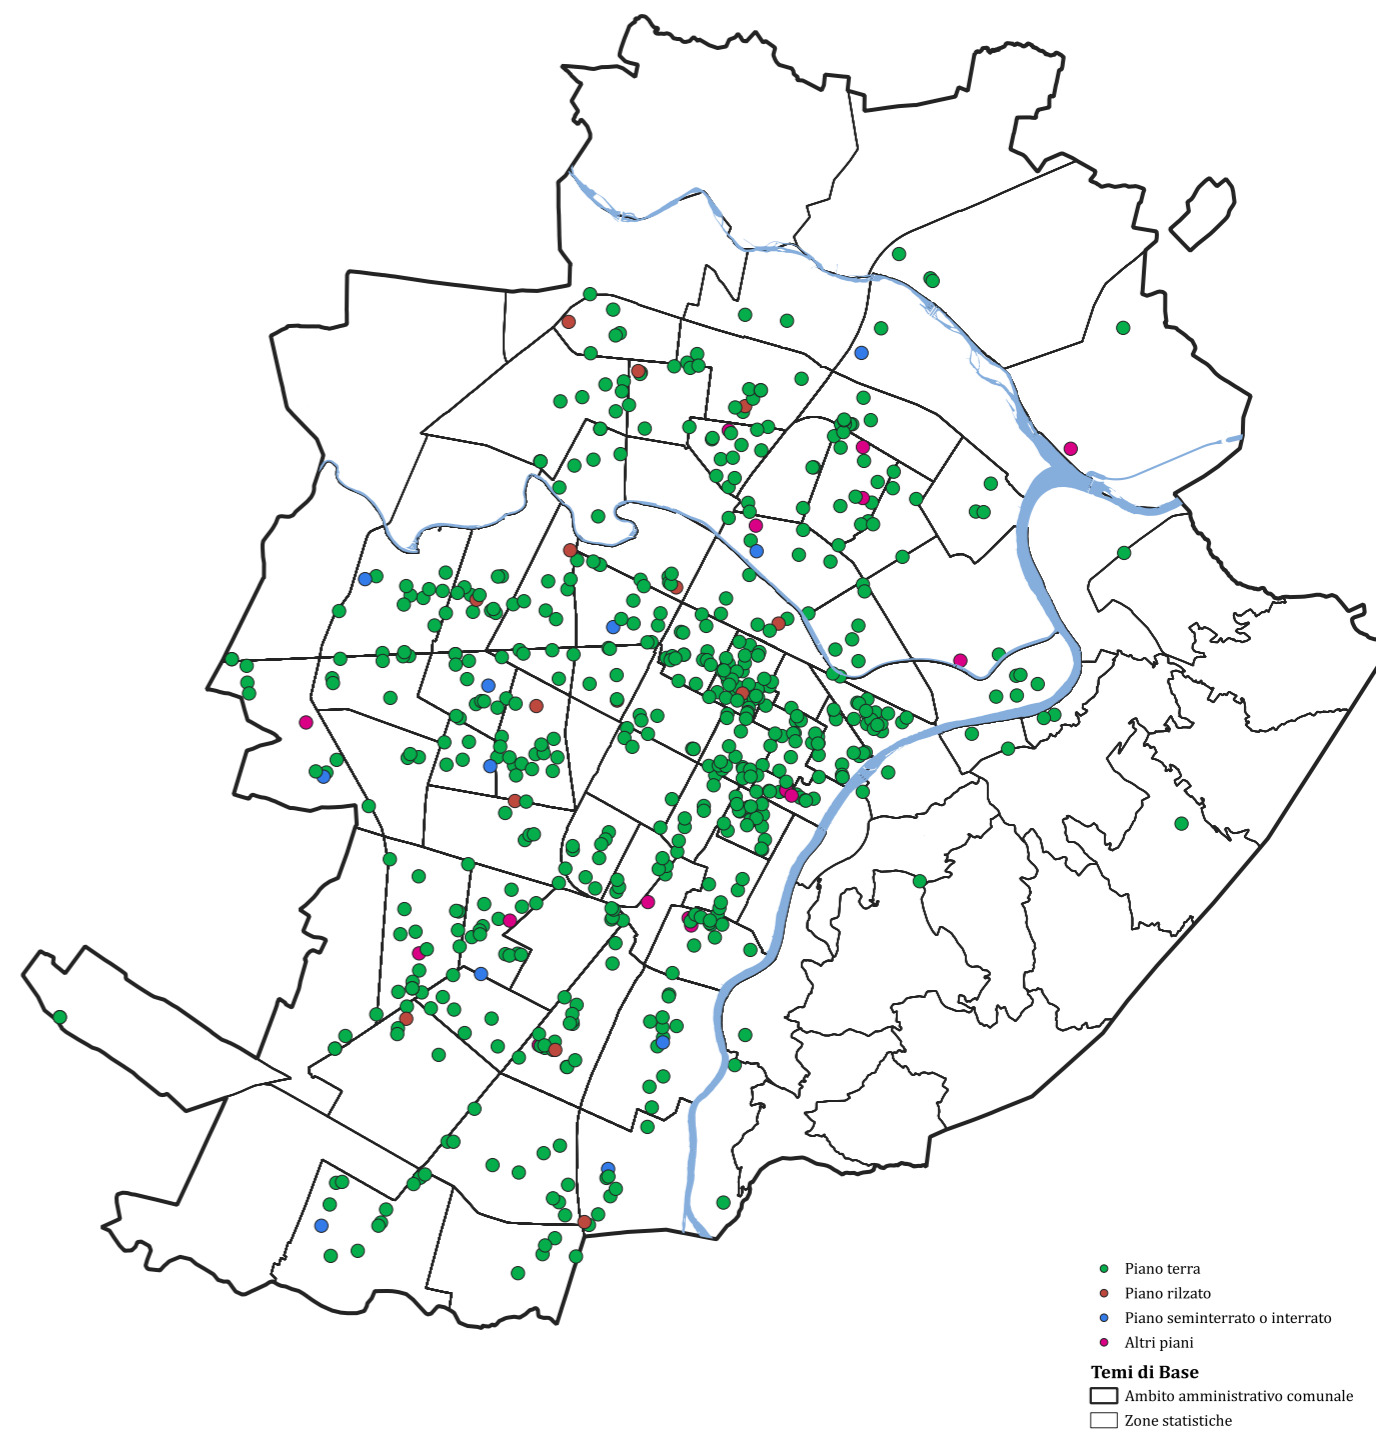 Piano terra
Piano rilzato
Piano seminterrato o interrato
Altri piani
Temi di Base
Ambito amministrativo comunale
Zone statistiche